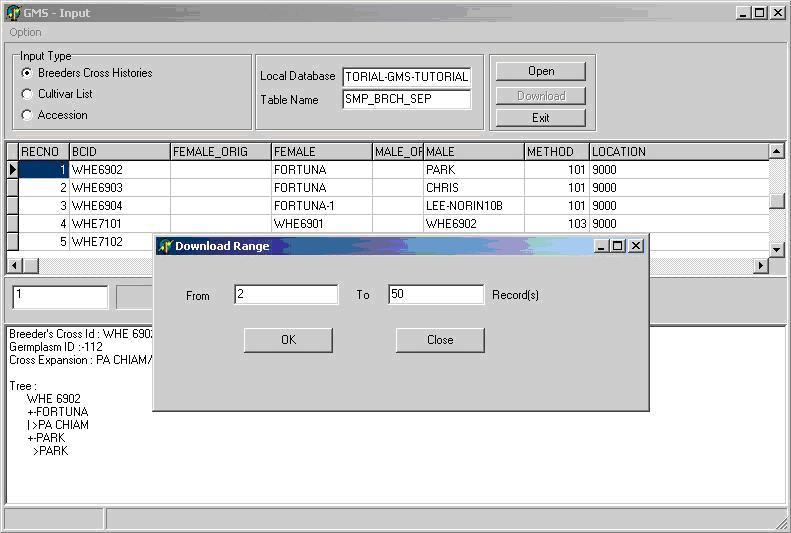 GMS - Input
Option
Input Type
Breeders Cross Histories
Cultivar List
Accession
Local Database TORIAL-GMS-TUTORIAL
Table Name SMP_BRCH_SEP
Open
Download
Exit
RECNO BCID FEMALE_ORIG FEMALE MALE_OF MALE METHOD LOCATION
1 WHE6902 FORTUNA PARK 101 9000
2 WHE6903 FORTUNA CHRIS 101 9000
3 WHE6904 FORTUNA-1 LEE-NORIN10B 101 9000
4 WHE7101 WHE6901 WHE6902 103 9000
5 WHE7102
Download Range
From 2 To 50 Record(s)
OK Close
1
Breeder's Cross Id : WHE 6902
Germplasm ID :-112
Cross Expansion : PA CHIAM/
Tree :
WHE 6902
+-FORTUNA
| >PA CHIAM
+-PARK
>PARK